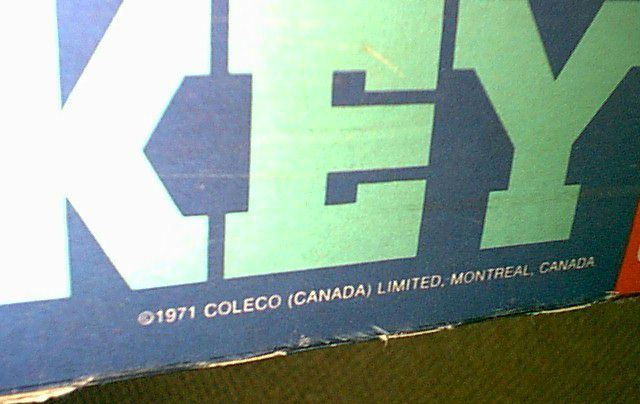 KEY
©1971 COLECO (CANADA) LIMITED, MONTREAL, CANADA